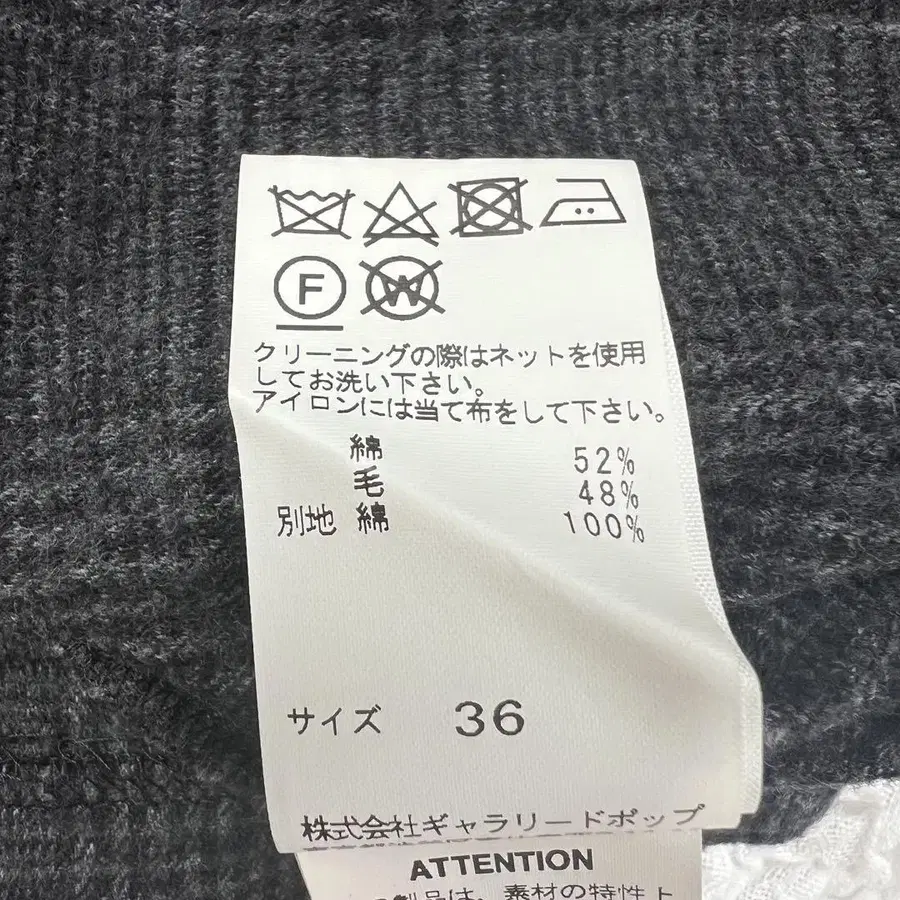 F W
クリーニングの際はネットを使用
してお洗い下さい。
アイロンには当て布をして下さい。
綿 52%
毛 48%
別地 綿 100%
サイズ 36
株式会社ギャラリードポップ
ATTENTION
製品は、素材の特性上